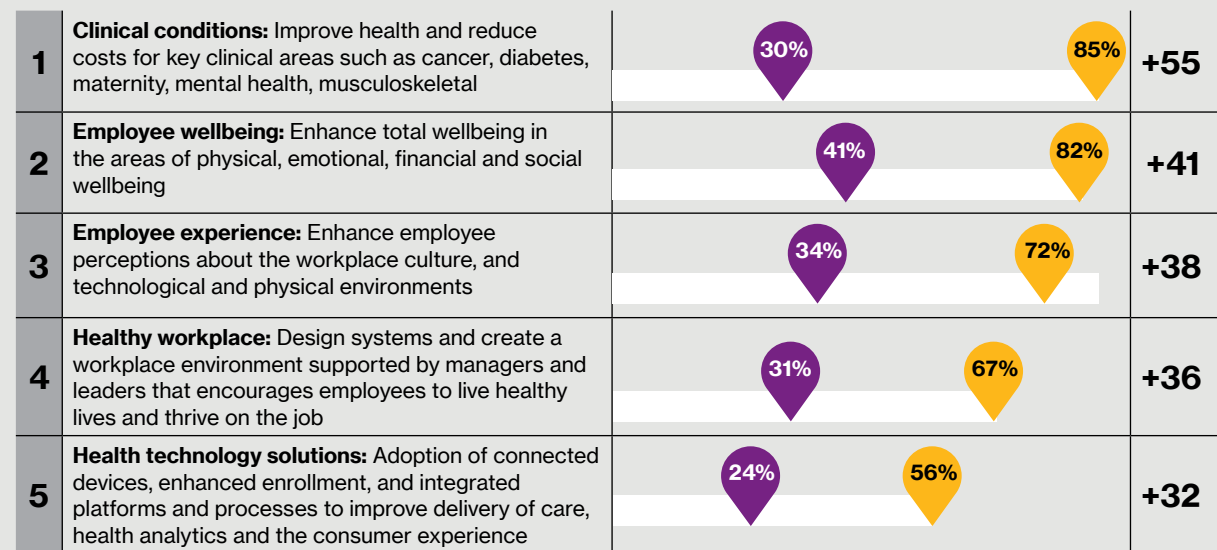 1
Clinical conditions: Improve health and reduce
costs for key clinical areas such as cancer, diabetes,
maternity, mental health, musculoskeletal
30%
85%
+55
2
Employee wellbeing: Enhance total wellbeing in
the areas of physical, emotional, financial and social
wellbeing
41%
82%
+41
3
Employee experience: Enhance employee
perceptions about the workplace culture, and
technological and physical environments
34%
72%
+38
4
Healthy workplace: Design systems and create a
workplace environment supported by managers and
leaders that encourages employees to live healthy
lives and thrive on the job
31%
67%
+36
5
Health technology solutions: Adoption of connected
devices, enhanced enrollment, and integrated
platforms and processes to improve delivery of care,
health analytics and the consumer experience
24%
56%
+32